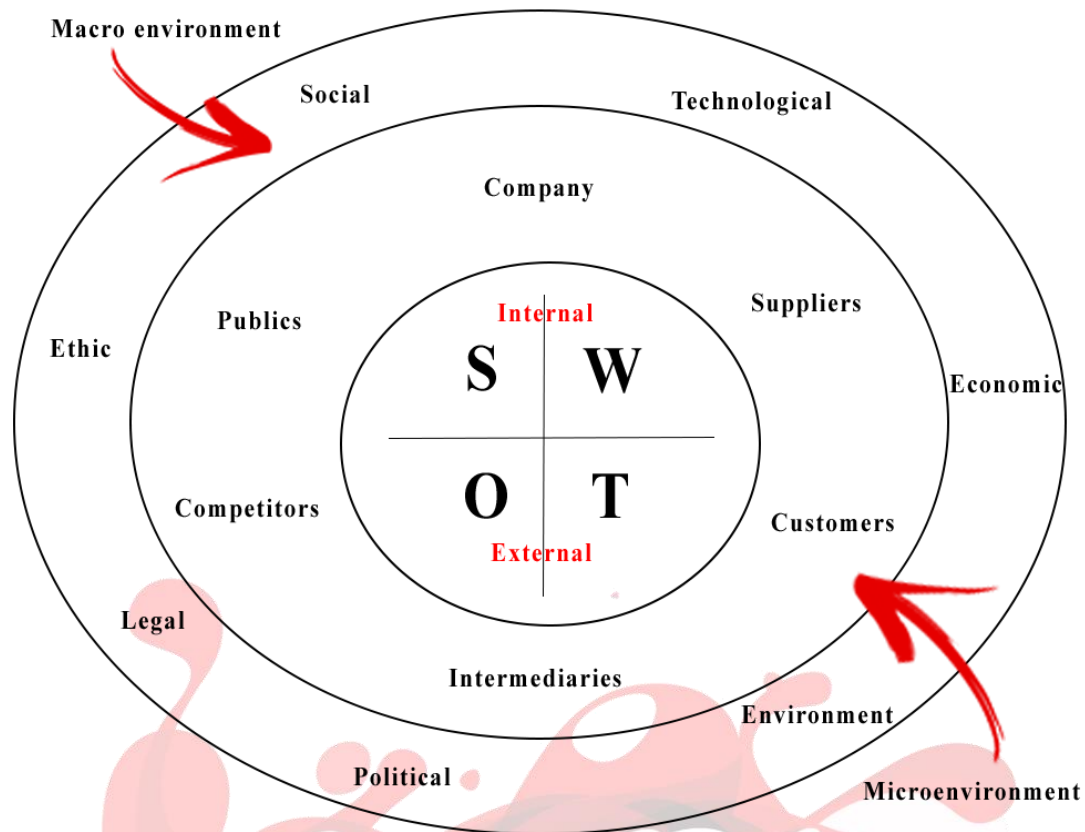 Macro environment
Social
Technological
Company
Suppliers
Publics
Internal
Ethic
S W
Economic
O T
Competitors
Customers
External
Legal
Intermediaries
Environment
Political
Microenvironment